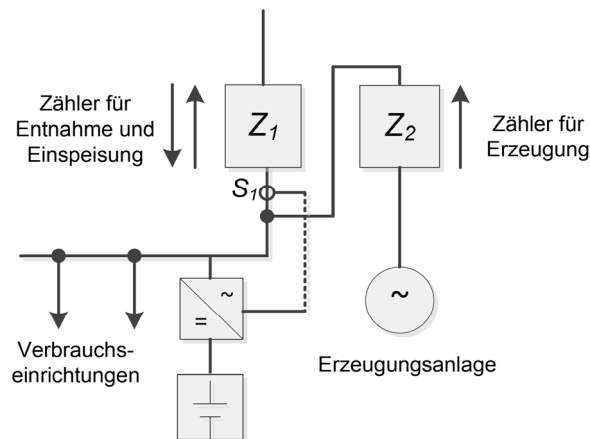 Zähler für
Entnahme und
Einspeisung
Z1
Z2
Zähler für
Erzeugung
S1
~
=
~
Verbrauchs-
einrichtungen
Erzeugungsanlage